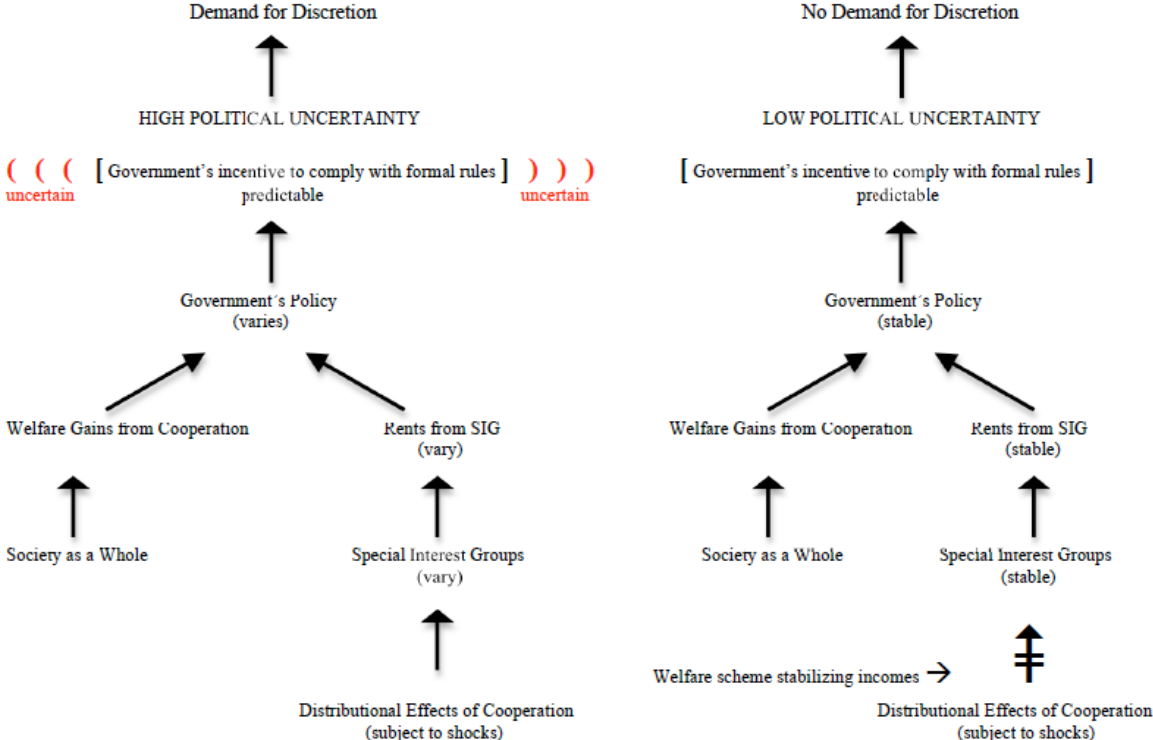 Demand for Discretion
HIGH POLITICAL UNCERTAINTY
( ( ( [ Government's incentive to comply with formal rules ] ) ) )
uncertain predictable uncertain
Government´s Policy
(varies)
Welfare Gains from Cooperation
Rents from SIG
(vary)
Society as a Whole
Special Interest Groups
(vary)
Distributional Effects of Cooperation
(subject to shocks)
No Demand for Discretion
LOW POLITICAL UNCERTAINTY
[ Government's incentive to comply with formal rules ]
predictable
Government´s Policy
(stable)
Welfare Gains from Cooperation
Rents from SIG
(stable)
Society as a Whole
Special Interest Groups
(stable)
Welfare scheme stabilizing incomes →
Distributional Effects of Cooperation
(subject to shocks)